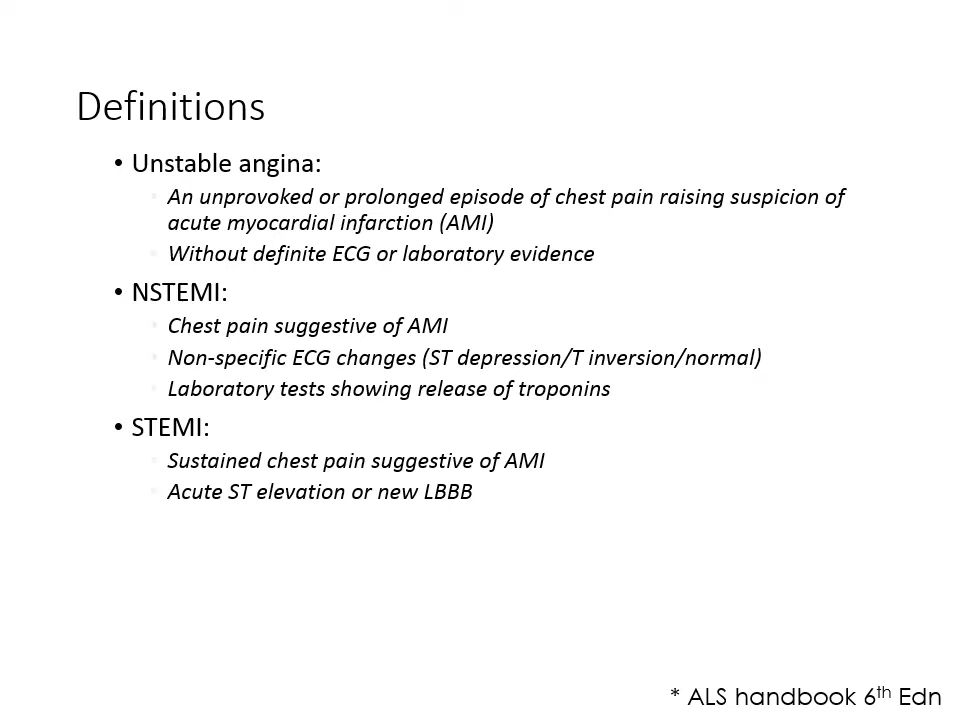 Definitions
• Unstable angina:
• An unprovoked or prolonged episode of chest pain raising suspicion of
acute myocardial infarction (AMI)
• Without definite ECG or laboratory evidence
• NSTEMI:
• Chest pain suggestive of AMI
• Non-specific ECG changes (ST depression/T inversion/normal)
• Laboratory tests showing release of troponins
• STEMI:
• Sustained chest pain suggestive of AMI
• Acute ST elevation or new LBBB
* ALS handbook 6th Edn